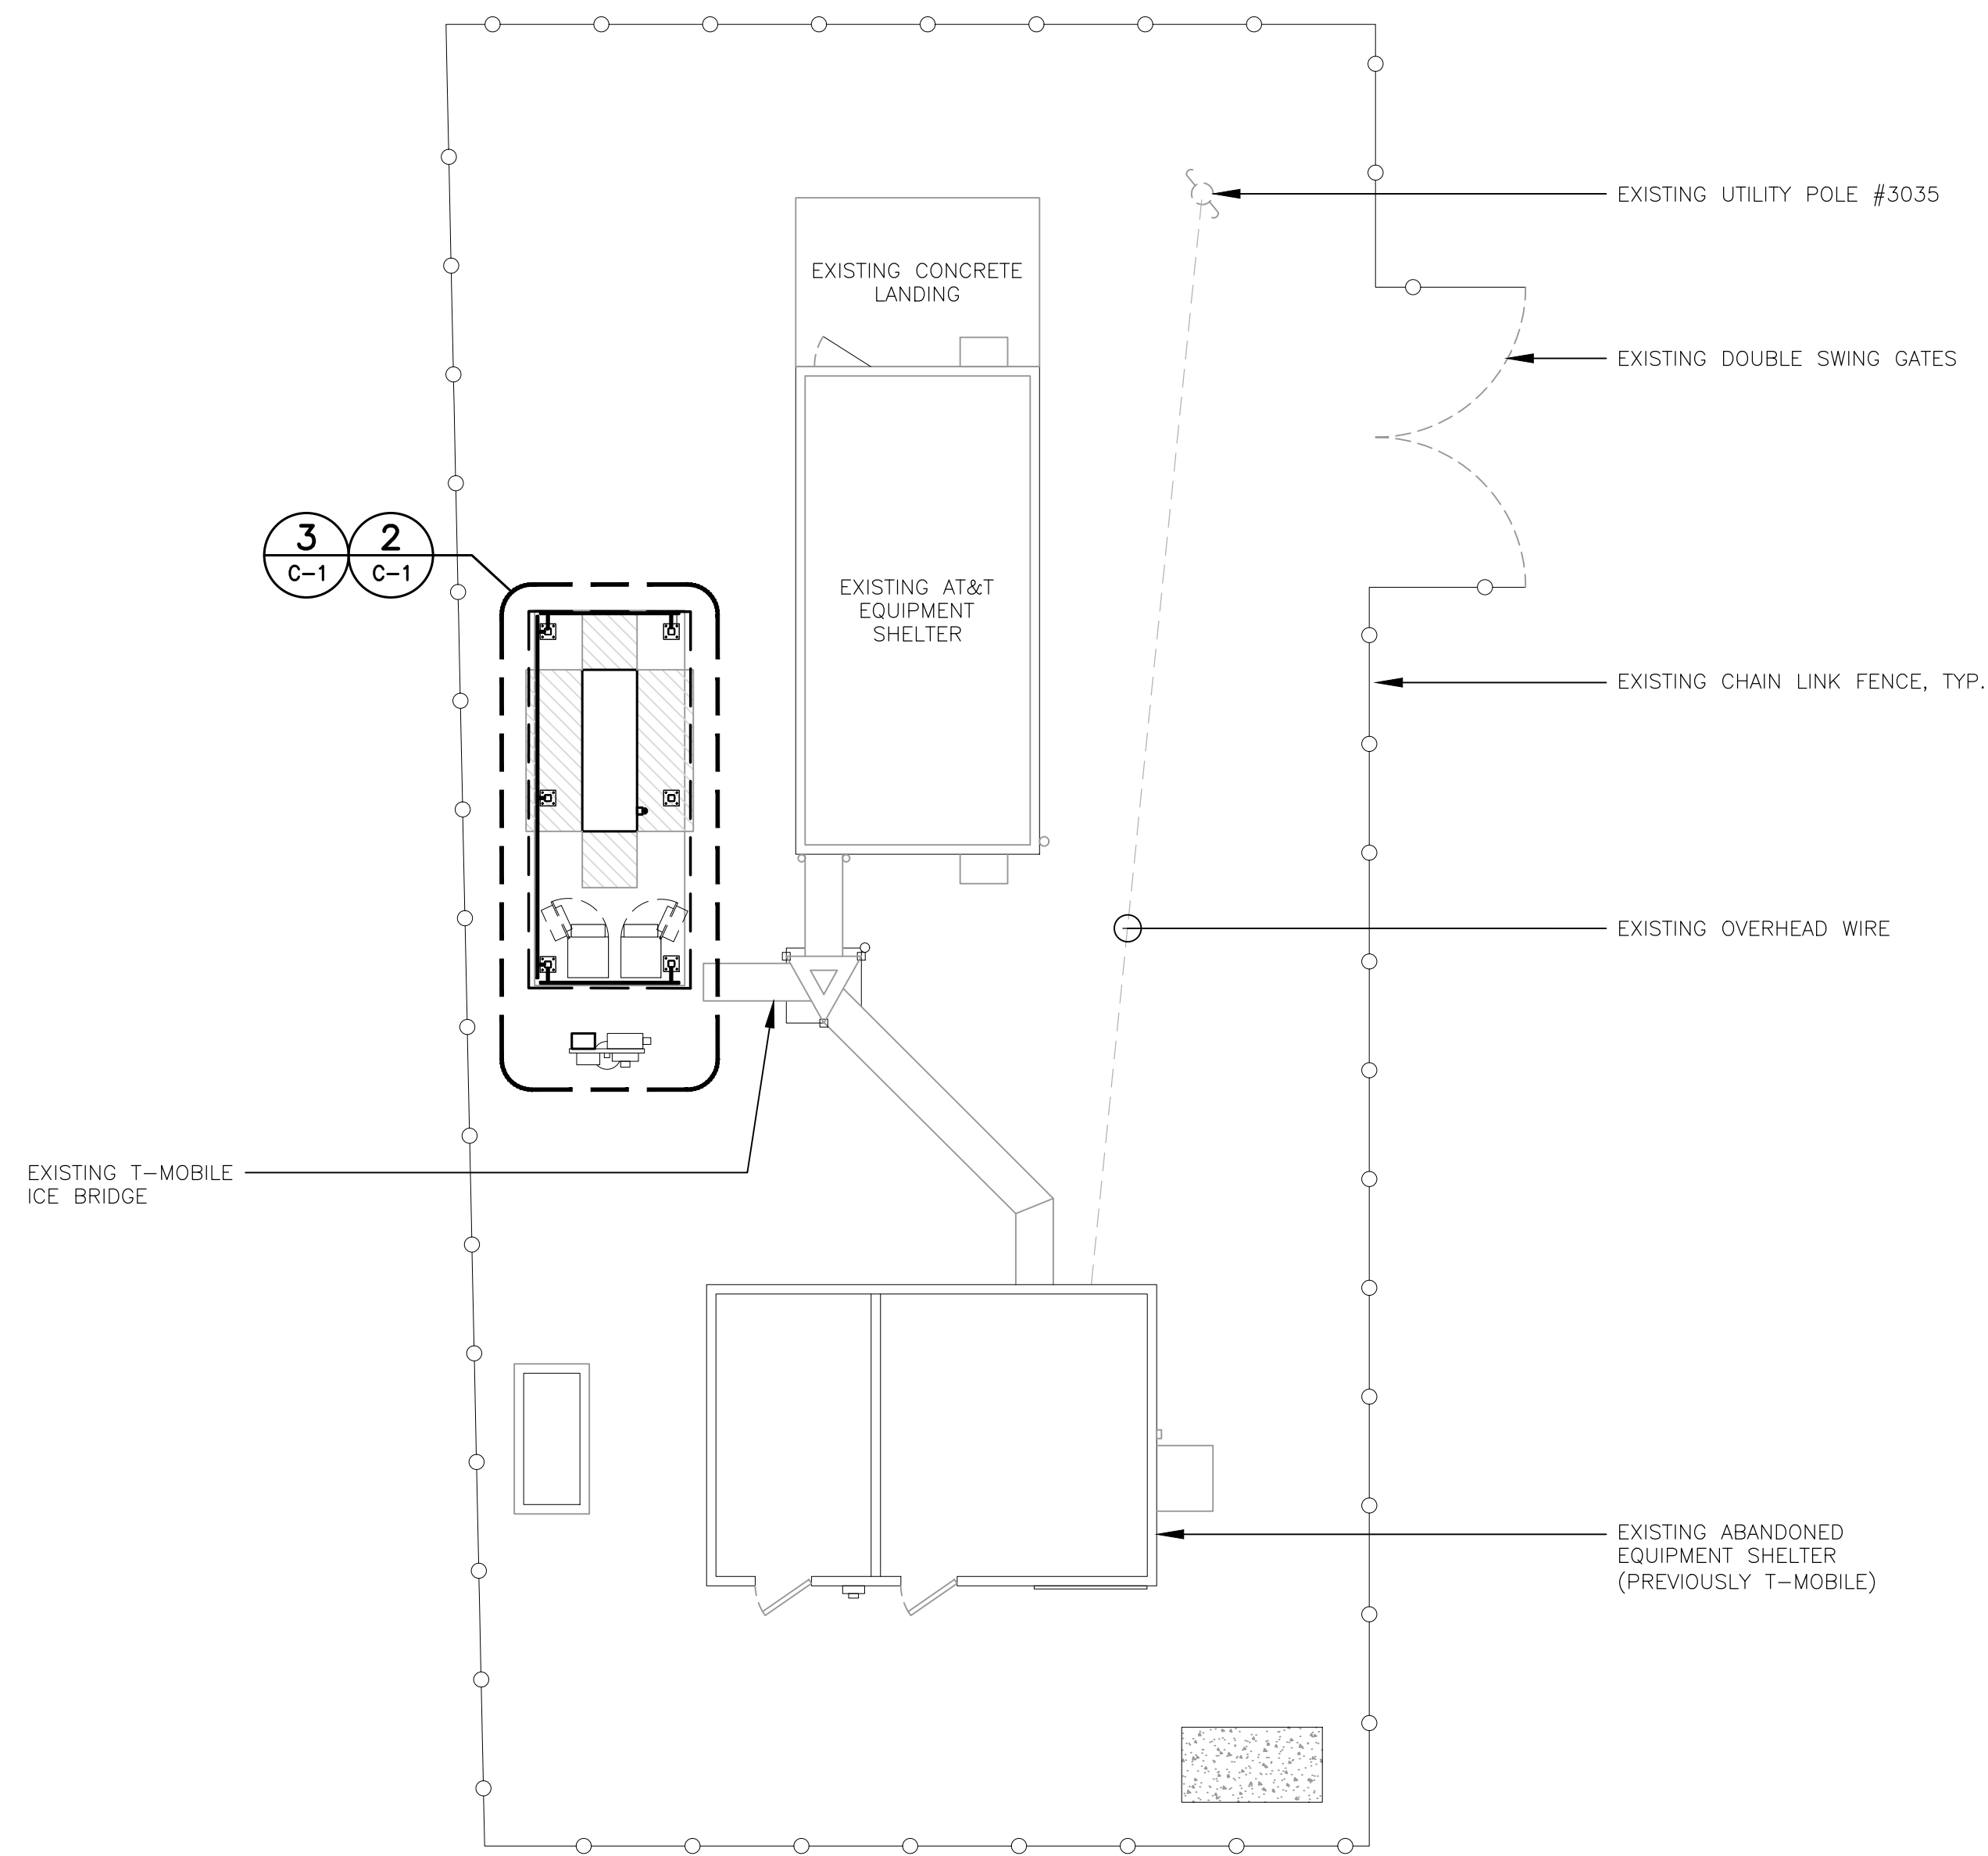 EXISTING UTILITY POLE #3035
EXISTING CONCRETE
LANDING
EXISTING DOUBLE SWING GATES
3
C-1
2
C-1
EXISTING AT&T
EQUIPMENT
SHELTER
EXISTING CHAIN LINK FENCE, TYP.
EXISTING OVERHEAD WIRE
EXISTING T-MOBILE
ICE BRIDGE
EXISTING ABANDONED
EQUIPMENT SHELTER
(PREVIOUSLY T-MOBILE)